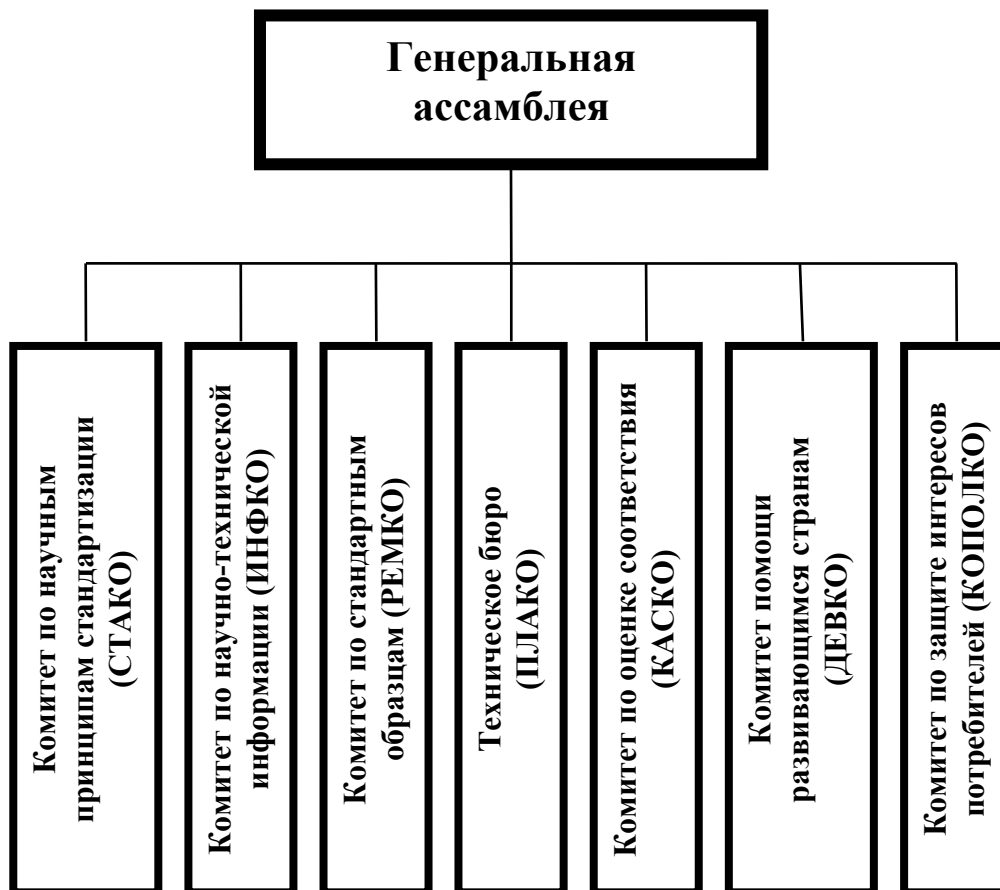 Генеральная
ассамблея
Комитет по научным
принципам стандартизации
(СТАКО)
Комитет по научно-технической
информации (ИНФКО)
Комитет по стандартным
образцам (РЕМКО)
Техническое бюро
(ПЛАКО)
Комитет по оценке соответствия
(КАСКО)
Комитет помощи
развивающимся странам
(ДЕВКО)
Комитет по защите интересов
потребителей (КОПОЛКО)